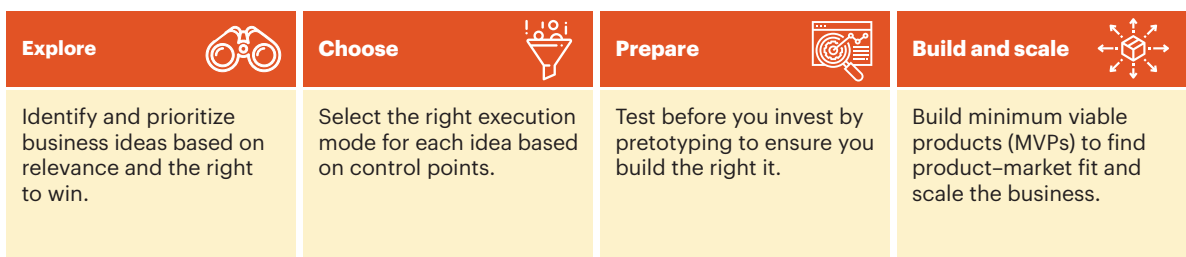 Explore
Identify and prioritize
business ideas based on
relevance and the right
to win.
Choose
Select the right execution
mode for each idea based
on control points.
Prepare
Test before you invest by
pretotyping to ensure you
build the right it.
Build and scale
Build minimum viable
products (MVPs) to find
product–market fit and
scale the business.